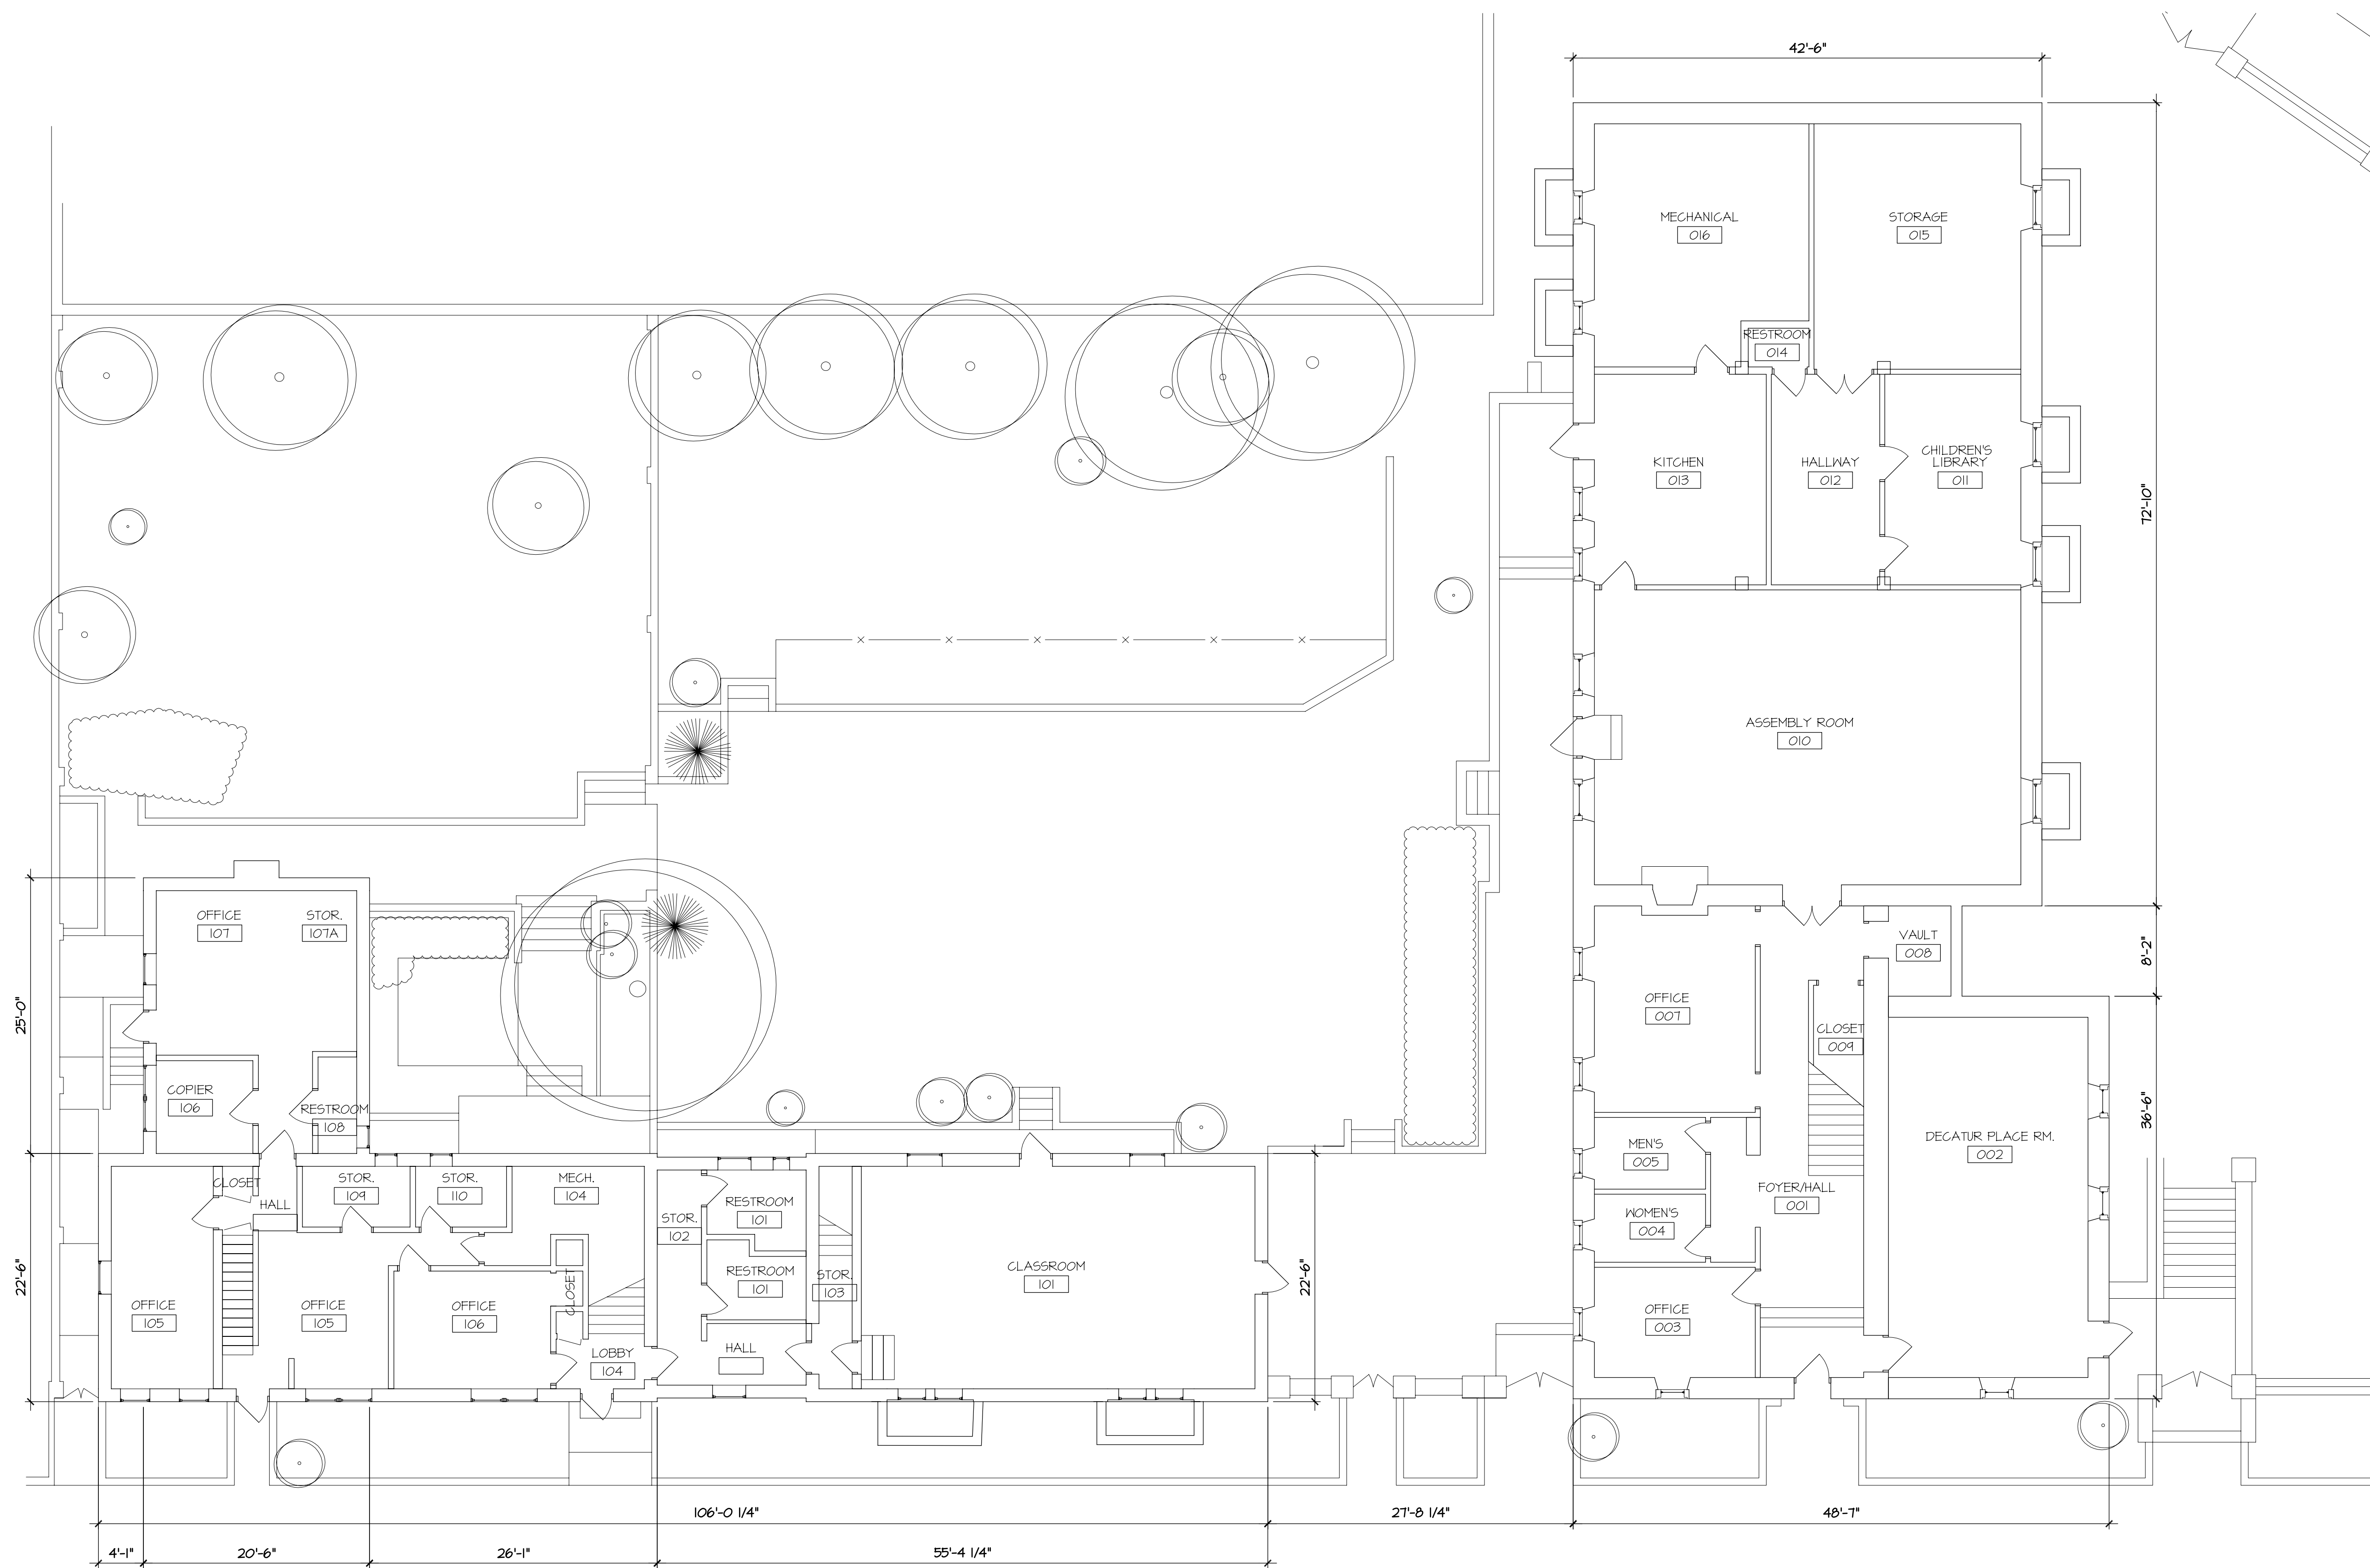 42'-6"
MECHANICAL
016
STORAGE
015
RESTROOM
014
KITCHEN
013
HALLWAY
012
CHILDREN'S
LIBRARY
011
72'-10"
ASSEMBLY ROOM
010
OFFICE
107
STOR.
107A
VAULT
008
8'-2"
25'-0"
OFFICE
007
CLOSET
009
COPIER
106
RESTROOM
108
36'-6"
DECATUR PLACE RM.
002
MEN'S
005
CLOSET
HALL
STOR.
109
STOR.
110
MECH.
104
STOR.
102
RESTROOM
101
FOYER/HALL
001
WOMEN'S
004
22'-6"
OFFICE
105
OFFICE
105
OFFICE
106
CLOSET
RESTROOM
101
STOR.
103
CLASSROOM
101
22'-6"
OFFICE
003
LOBBY
104
HALL
106'-0 1/4"
27'-8 1/4"
48'-7"
4'-1"
20'-6"
26'-1"
55'-4 1/4"